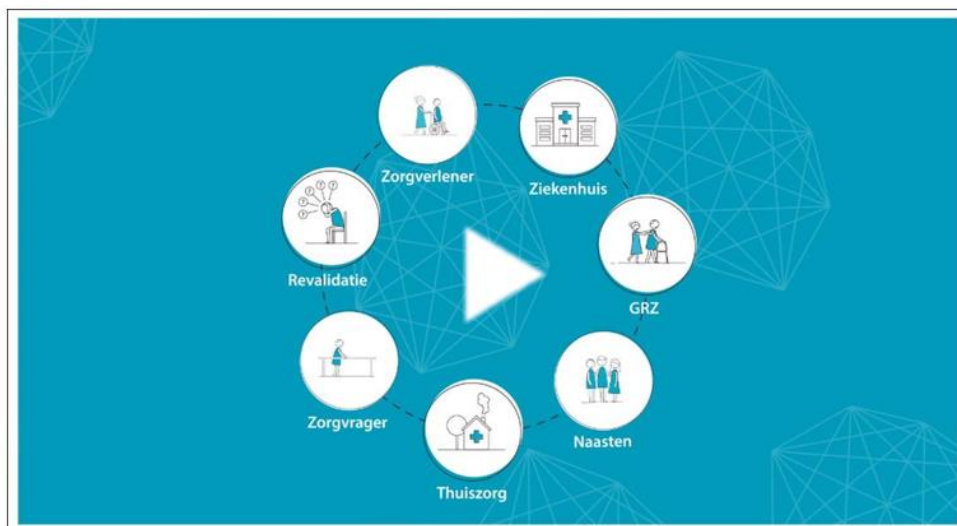 Zorgverlener
Ziekenhuis
Revalidatie
GRZ
Zorgvrager
Naasten
Thuiszorg